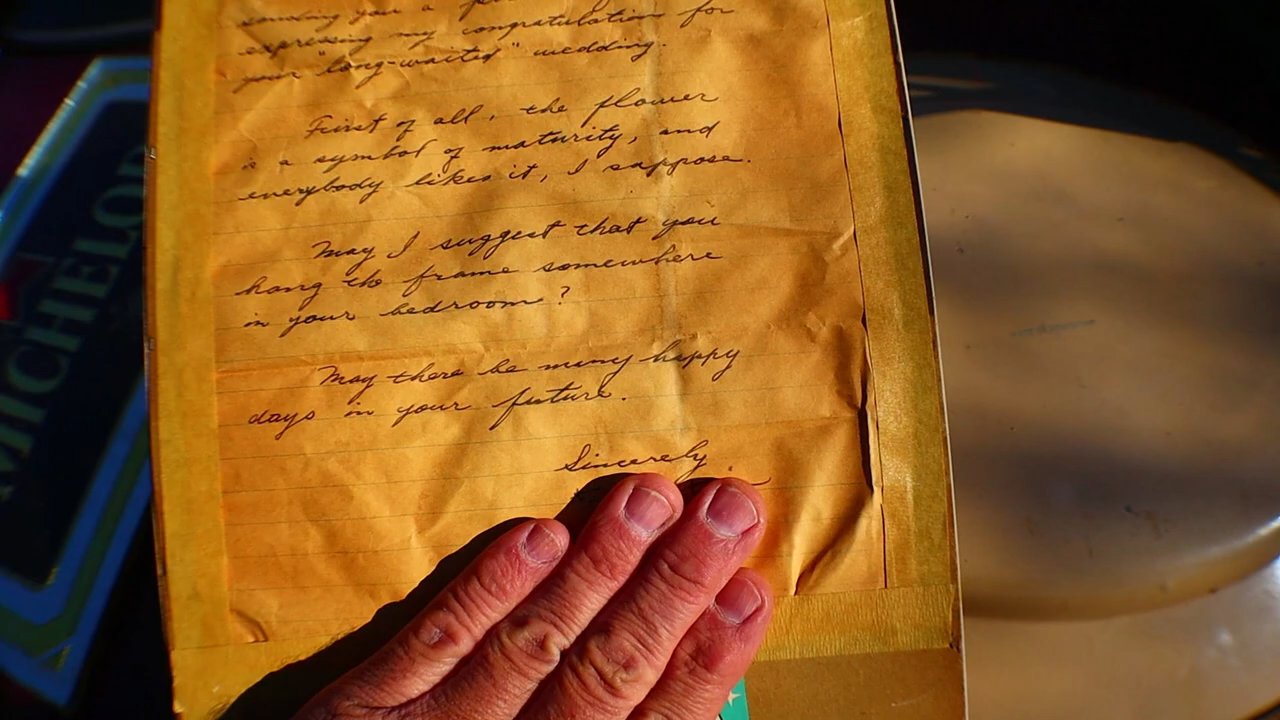 sending you a
expressing my congratulation for
your "long-waited" wedding.
First of all, the flower
is a symbol of maturity, and
everybody likes it, I suppose.
May I suggest that you
hang the frame somewhere
in your bedroom?
May there be many happy
days in your future.
Sincerely,
MICHELOB